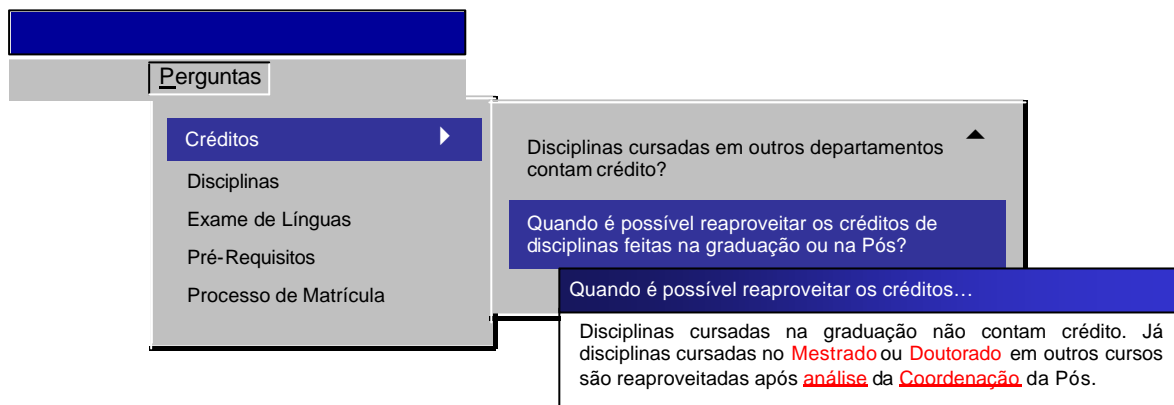 Perguntas
Créditos
Disciplinas
Exame de Línguas
Pré-Requisitos
Processo de Matrícula
Disciplinas cursadas em outros departamentos
contam crédito?
Quando é possível reaproveitar os créditos de
disciplinas feitas na graduação ou na Pós?
Quando é possível reaproveitar os créditos…
Disciplinas cursadas na graduação não contam crédito. Já
disciplinas cursadas no Mestrado ou Doutorado em outros cursos
são reaproveitadas após análise da Coordenação da Pós.